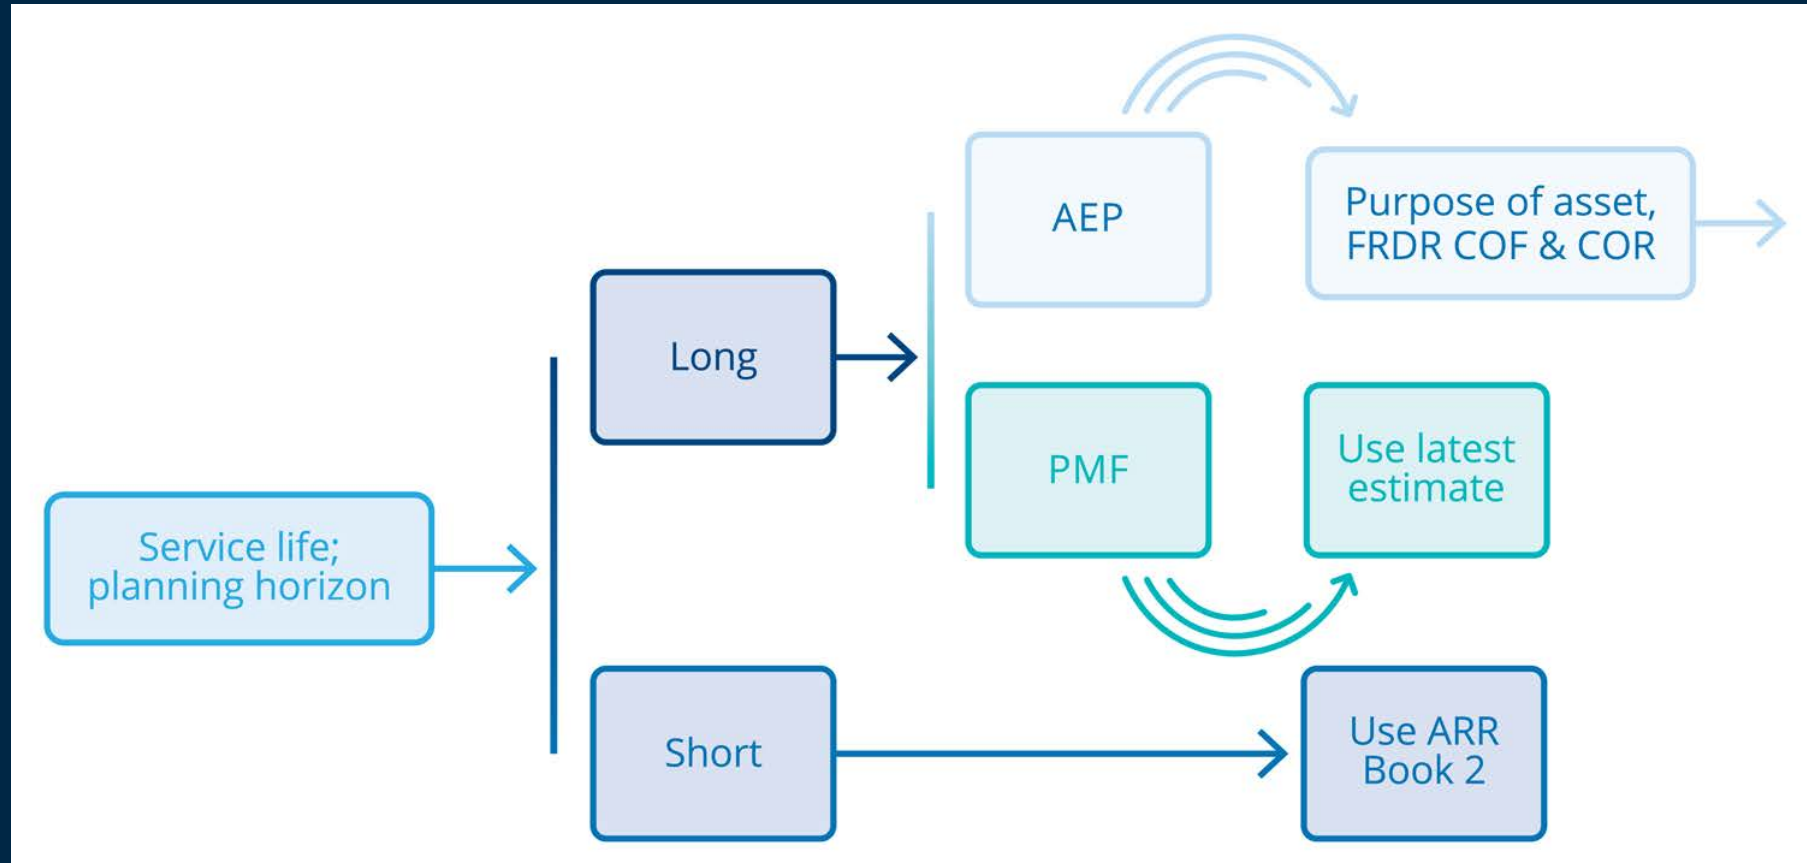 Service life;
planning horizon
Long
Short
AEP
PMF
Purpose of asset,
FRDR COF & COR
Use latest
estimate
Use ARR
Book 2